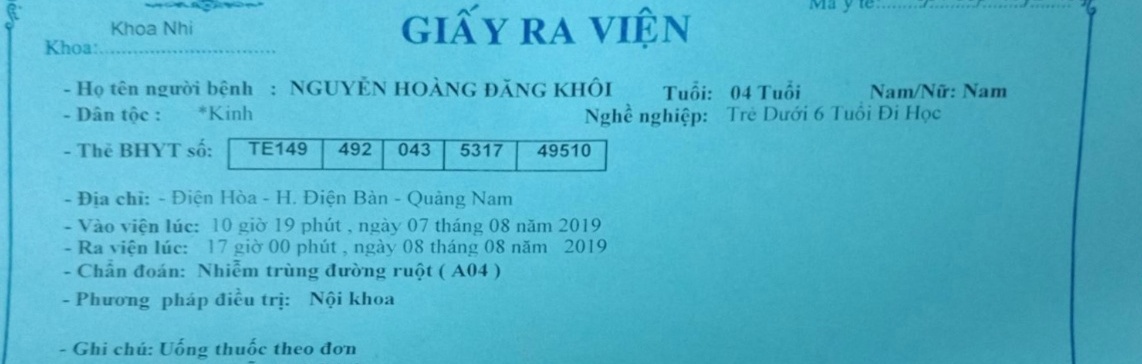 Mã y tế:
Khoa Nhi
Khoa:
GIẤY RA VIỆN
- Họ tên người bệnh : NGUYỄN HOÀNG ĐĂNG KHÔI Tuổi: 04 Tuổi Nam/Nữ: Nam
- Dân tộc : *Kinh Nghề nghiệp: Trẻ Dưới 6 Tuổi Đi Học
- Thẻ BHYT số: TE149 492 043 5317 49510
- Địa chỉ: - Điện Hòa - H. Điện Bàn - Quảng Nam
- Vào viện lúc: 10 giờ 19 phút , ngày 07 tháng 08 năm 2019
- Ra viện lúc: 17 giờ 00 phút , ngày 08 tháng 08 năm 2019
- Chẩn đoán: Nhiễm trùng đường ruột ( A04 )
- Phương pháp điều trị: Nội khoa
- Ghi chú: Uống thuốc theo đơn